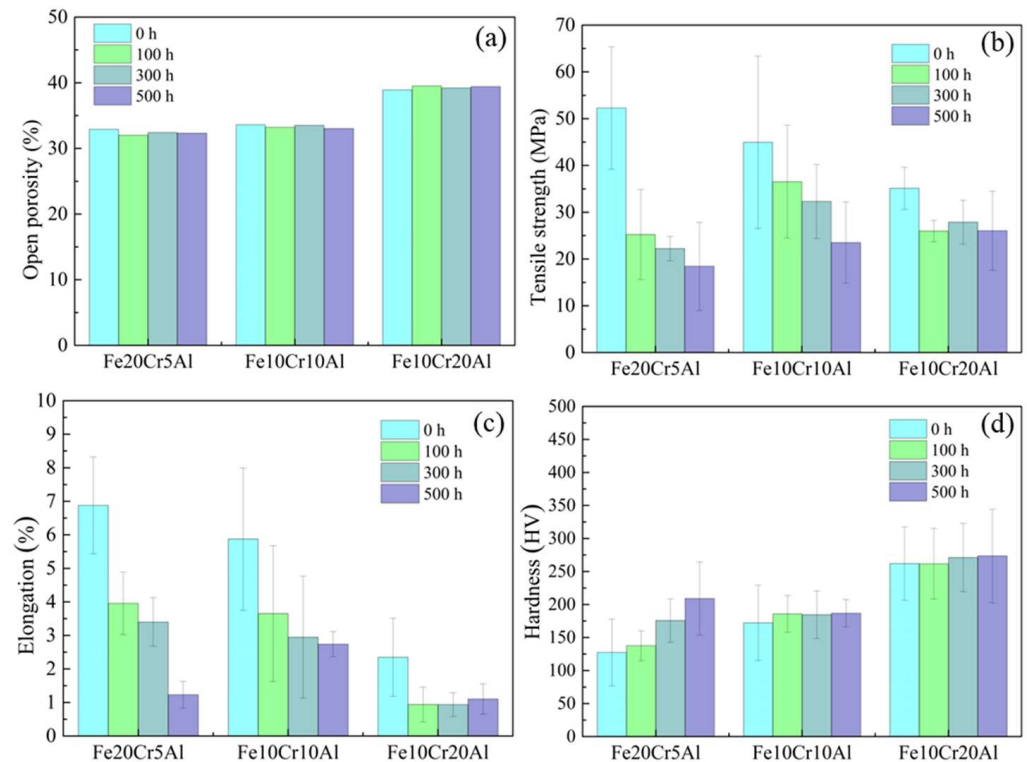 (a)
0 h
100 h
300 h
500 h
Open porosity (%)
50
40
30
20
10
0
Fe20Cr5Al Fe10Cr10Al Fe10Cr20Al
(b)
0 h
100 h
300 h
500 h
Tensile strength (MPa)
70
60
50
40
30
20
10
0
Fe20Cr5Al Fe10Cr10Al Fe10Cr20Al
(c)
0 h
100 h
300 h
500 h
Elongation (%)
10
9
8
7
6
5
4
3
2
1
0
Fe20Cr5Al Fe10Cr10Al Fe10Cr20Al
(d)
0 h
100 h
300 h
500 h
Hardness (HV)
500
450
400
350
300
250
200
150
100
50
0
Fe20Cr5Al Fe10Cr10Al Fe10Cr20Al